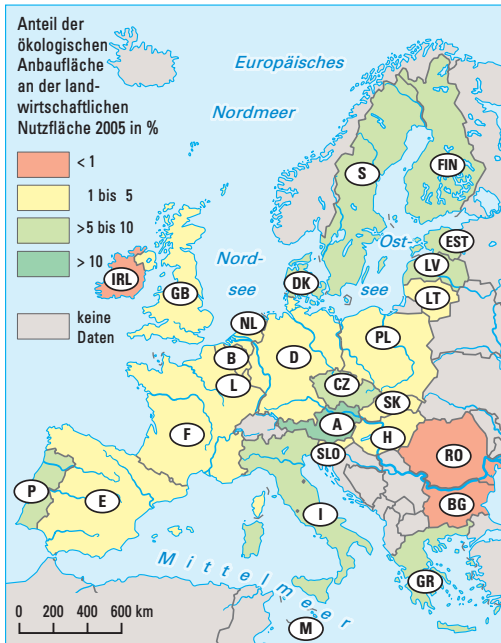 Anteil der
ökologischen
Anbaufläche
an der land-
wirtschaftlichen
Nutzfläche 2005 in %
< 1
1 bis 5
>5 bis 10
> 10
keine
Daten
Europäisches
Nordmeer
Nord-
see
Ost-
see
S
FIN
EST
LV
LT
DK
IRL
GB
NL
B
L
D
PL
CZ
SK
A
H
SLO
F
RO
BG
P
E
I
GR
M
Mittelmeer
0 200 400 600 km